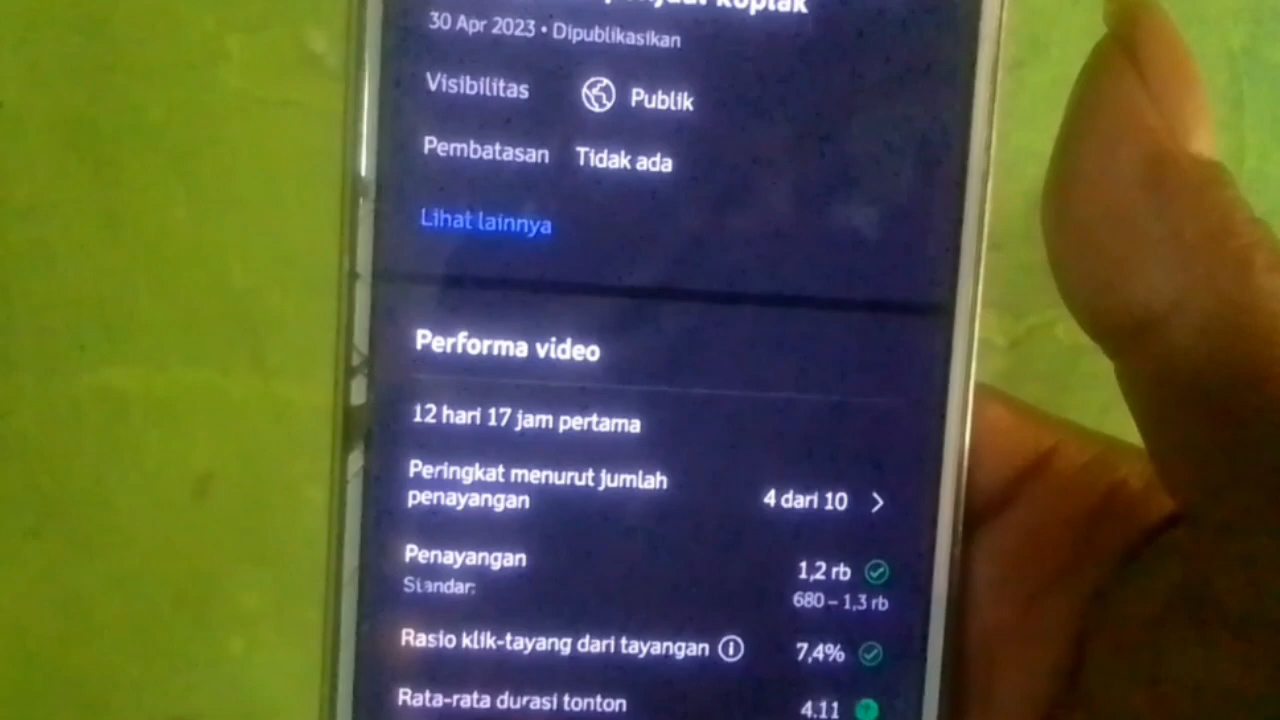 koplak
30 Apr 2023 • Dipublikasikan
Visibilitas Publik
Pembatasan Tidak ada
Lihat lainnya
Performa video
12 hari 17 jam pertama
Peringkat menurut jumlah
penayangan 4 dari 10
Penayangan 1,2 rb
Standar: 680 – 1,3 rb
Rasio klik-tayang dari tayangan 7,4%
Rata-rata durasi tonton 4.11